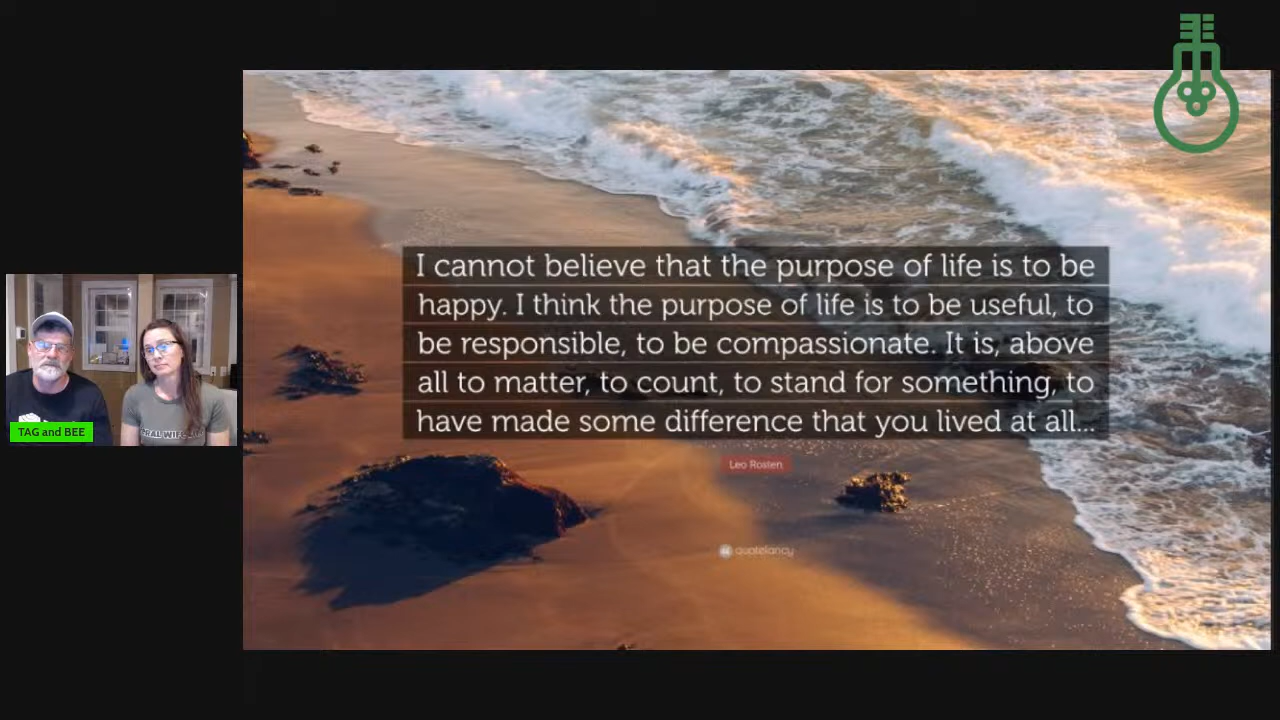 I cannot believe that the purpose of life is to be
happy. I think the purpose of life is to be useful, to
be responsible, to be compassionate. It is, above
all to matter, to count, to stand for something, to
have made some difference that you lived at all...
Leo Rosten
quotefancy
TAG and BEE